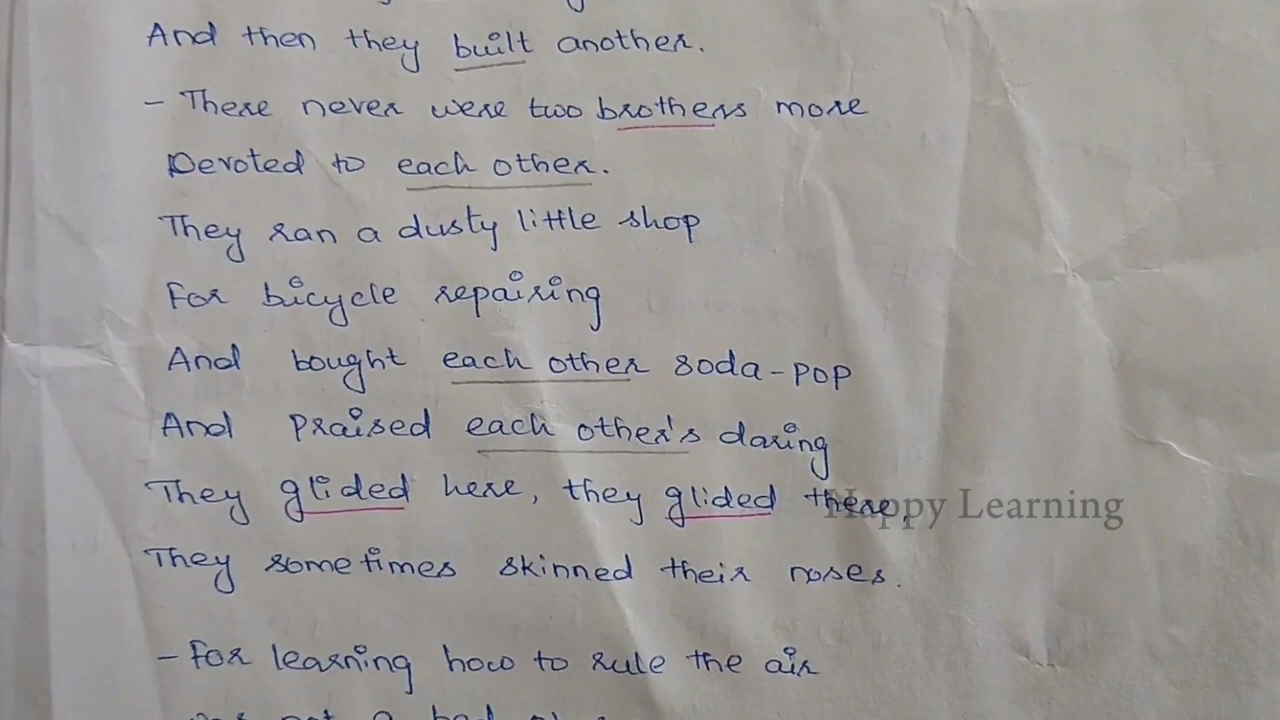 And then they built another.
- There never were two brothers more
Devoted to each other.
They ran a dusty little shop
For bicycle repairing
And bought each other soda-pop
And praised each other's daring
They glided here, they glided there,
Happy Learning
They sometimes skinned their noses.
- For learning how to rule the air